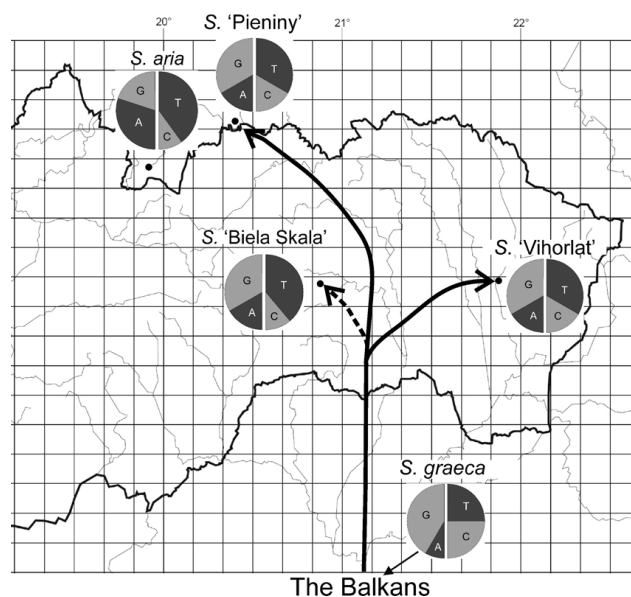 20° 21° 22°
S. 'Pieniny'
S. aria
G T
A C
G T
A C
S. 'Biela Skala'
G T
A C
S. 'Vihorlat'
G T
A C
S. graeca
G T
A C
The Balkans